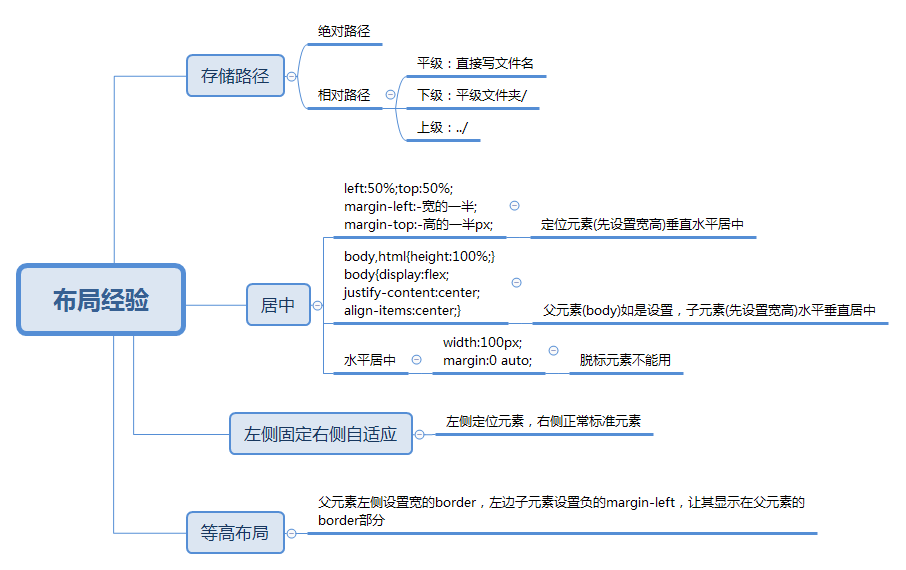 布局经验
存储路径
绝对路径
相对路径
平级：直接写文件名
下级：平级文件夹/
上级：../
居中
left:50%;top:50%;
margin-left:-宽的一半;
margin-top:-高的一半px;
定位元素(先设置宽高)垂直水平居中
body,html{height:100%;}
body{display:flex;
justify-content:center;
align-items:center;}
父元素(body)如是设置，子元素(先设置宽高)水平垂直居中
水平居中
width:100px;
margin:0 auto;
脱标元素不能用
左侧固定右侧自适应
左侧定位元素，右侧正常标准元素
等高布局
父元素左侧设置宽的border，左边子元素设置负的margin-left，让其显示在父元素的
border部分